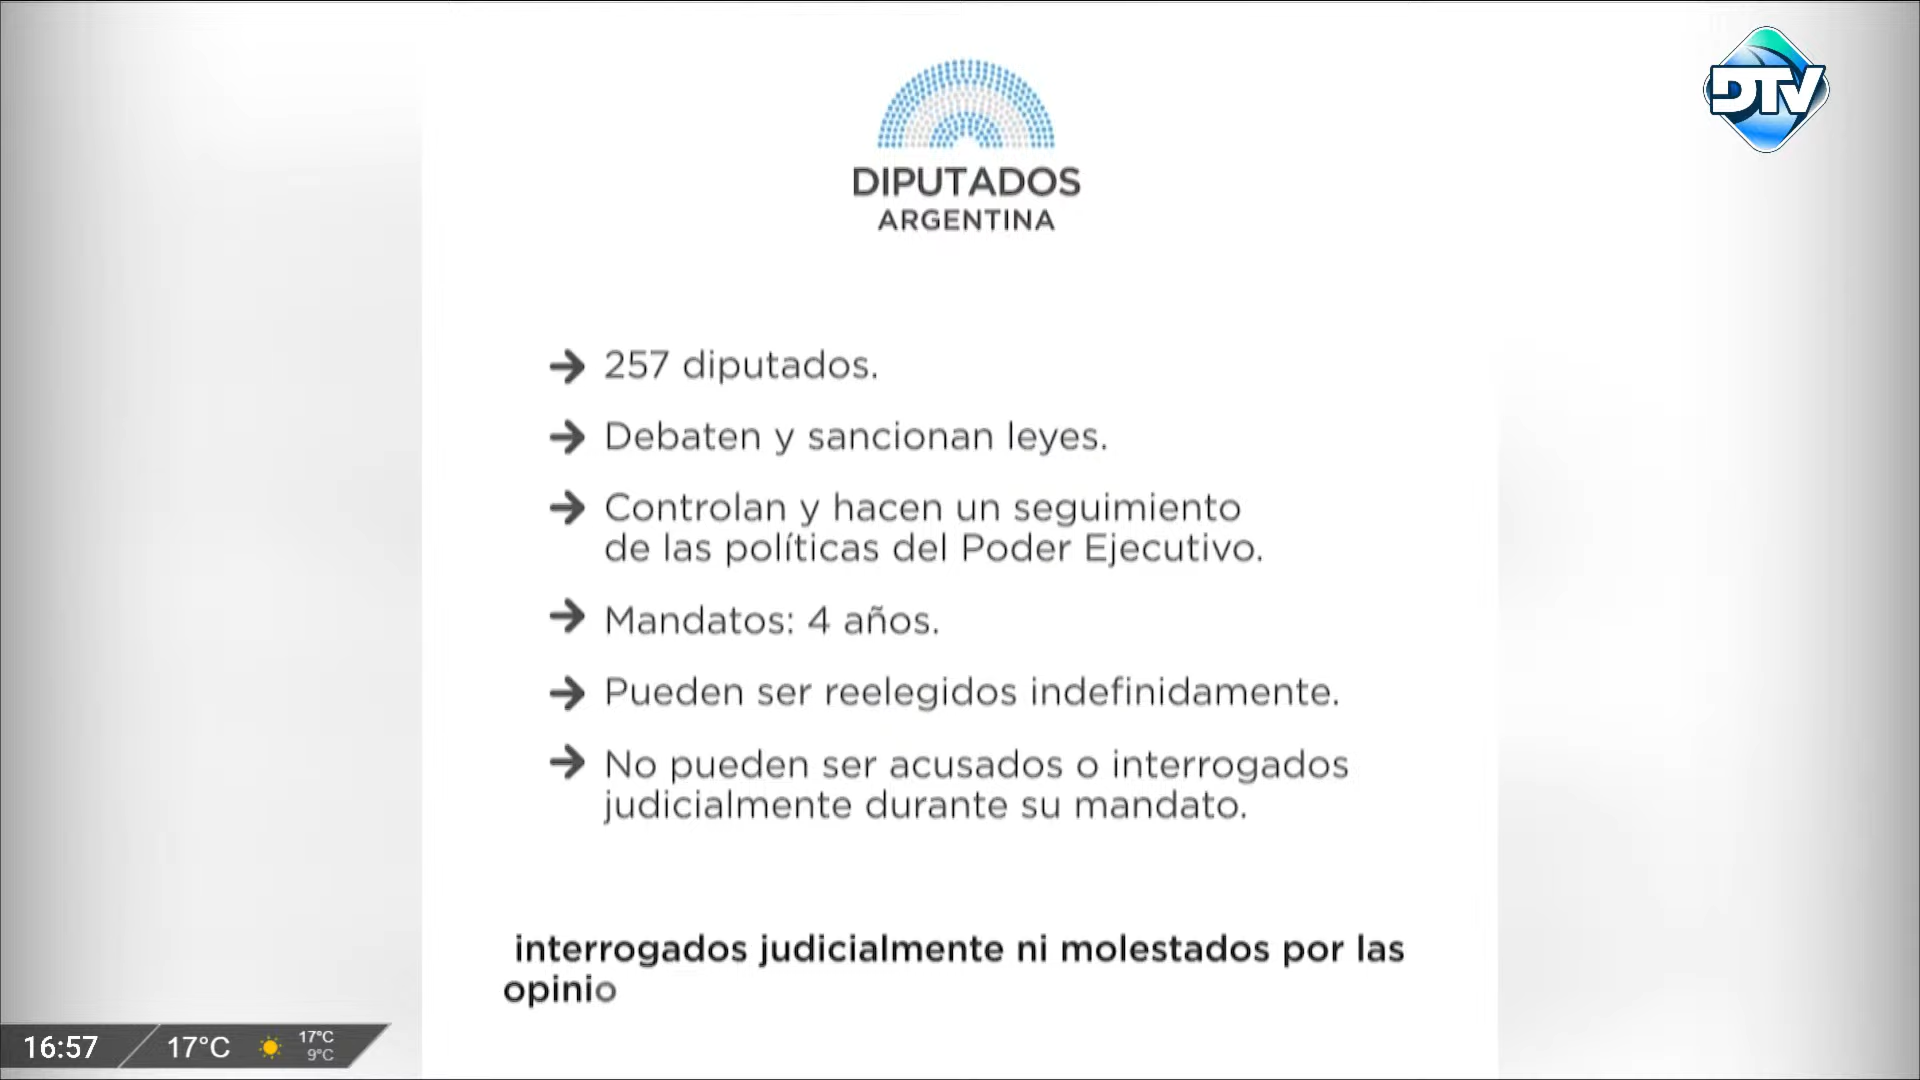 DTV
DIPUTADOS
ARGENTINA
→ 257 diputados.
→ Debaten y sancionan leyes.
→ Controlan y hacen un seguimiento
de las políticas del Poder Ejecutivo.
→ Mandatos: 4 años.
→ Pueden ser reelegidos indefinidamente.
→ No pueden ser acusados o interrogados
judicialmente durante su mandato.
interrogados judicialmente ni molestados por las
opinio
16:57 17°C 17°C
9°C